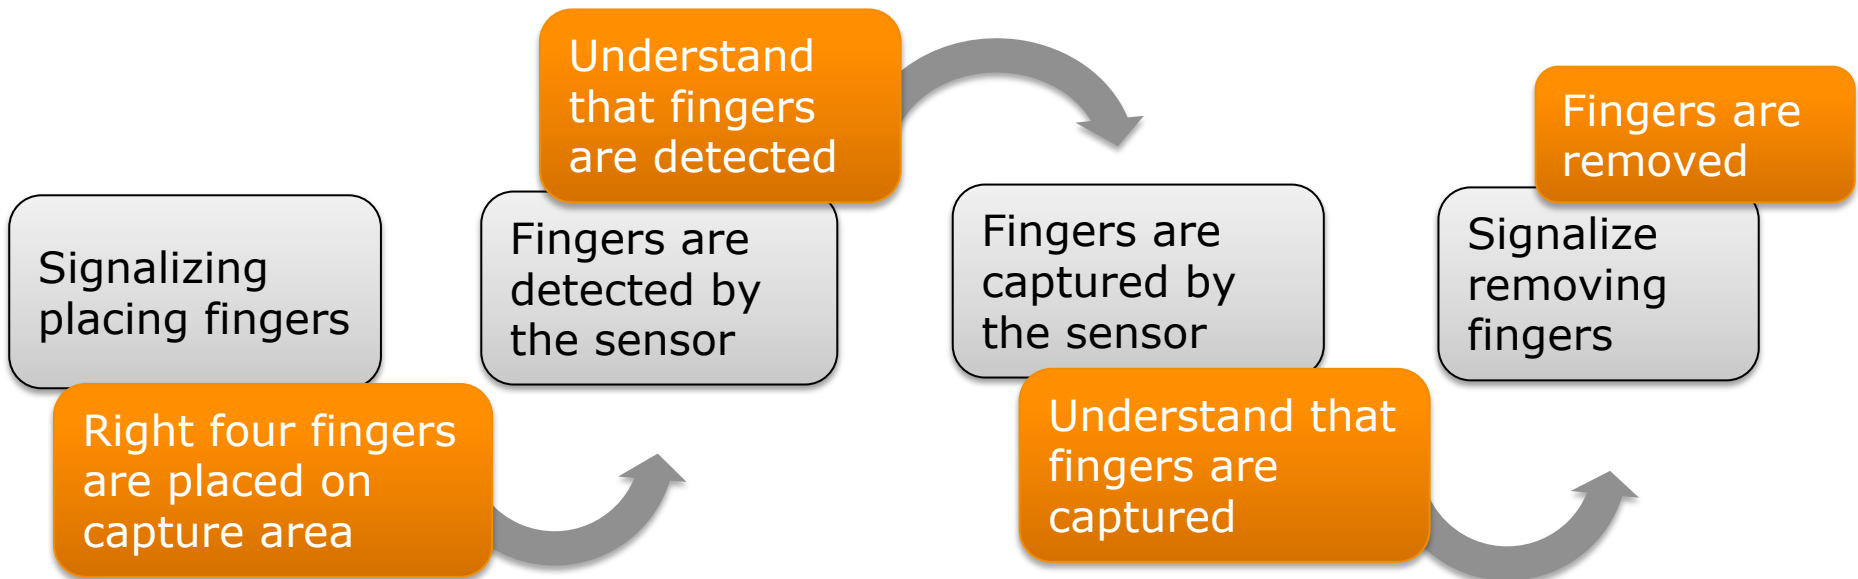 Signalizing
placing fingers
Right four fingers
are placed on
capture area
Understand
that fingers
are detected
Fingers are
detected by
the sensor
Fingers are
captured by
the sensor
Understand that
fingers are
captured
Fingers are
removed
Signalize
removing
fingers